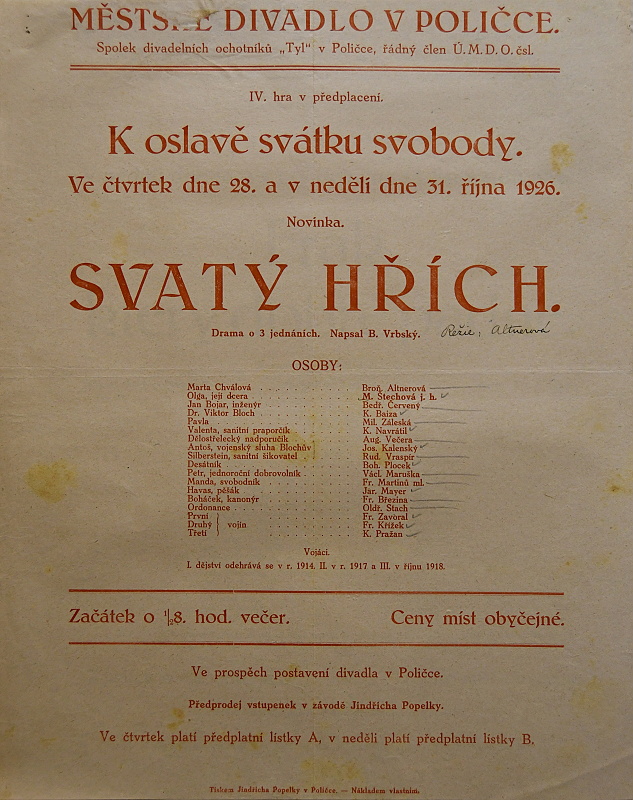 MĚSTSKÉ DIVADLO V POLIČCE.
Spolek divadelních ochotníků „Tyl“ v Poličce, řádný člen Ú. M. D. O. čsl.
IV. hra v předplacení.
K oslavě svátku svobody.
Ve čtvrtek dne 28. a v neděli dne 31. října 1926.
Novinka.
SVATÝ HŘÍCH.
Drama o 3 jednáních. Napsal B. Vrbský. Režie: Altnerová
OSOBY:
Marta Chválová . . . . . . . . . . Broň. Altnerová
Olga, její dcera . . . . . . . . . . M. Stechová j. h.
Jan Bojar, inženýr . . . . . . . . . . Bedř. Červený
Dr. Viktor Bloch . . . . . . . . . . K. Baiza
Pavla . . . . . . . . . . Mil. Záleská
Valenta, sanitní praporčík . . . . . . . . . . K. Navrátil
Dělostřelecký nadporučík . . . . . . . . . . Aug. Večeřa
Antoš, vojenský sluha Blochův . . . . . . . . . . Jos. Kalenský
Silberstein, sanitní šikovatel . . . . . . . . . . Rud. Vraspír
Desátník . . . . . . . . . . Boh. Plocek
Petr, jednoroční dobrovolník . . . . . . . . . . Václ. Maruška
Manda, svobodník . . . . . . . . . . Fr. Martinů ml.
Havas, pěšák . . . . . . . . . . Jar. Mayer
Boháček, kanonýr . . . . . . . . . . Fr. Březina
Ordonance . . . . . . . . . . Oldř. Stach
První . . . . . . . . . . Fr. Zavoral
Druhý } vojín . . . . . . . . . . Fr. Křížek
Třetí . . . . . . . . . . K. Pražan
Vojáci.
I. dějství odehrává se v r. 1914. II. v r. 1917 a III. v říjnu 1918.
Začátek o ½8. hod. večer. Ceny míst obyčejné.
Ve prospěch postavení divadla v Poličce.
Předprodej vstupenek v závodě Jindřicha Popelky.
Ve čtvrtek platí předplatní lístky A, v neděli platí předplatní lístky B.
Tiskem Jindřicha Popelky v Poličce. — Nákladem vlastním.